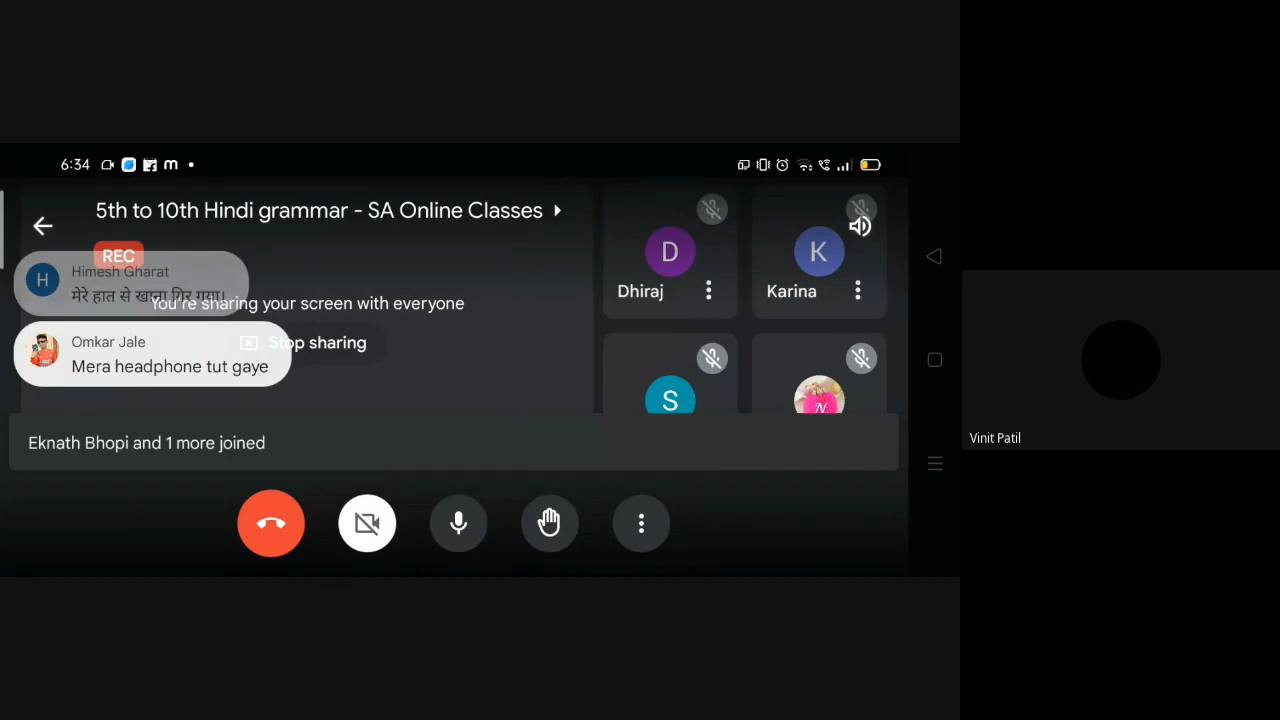 6:34
5th to 10th Hindi grammar - SA Online Classes
REC
Himesh Gharat
मेरे हात से खाना गिर गया।
You're sharing your screen with everyone
Stop sharing
Omkar Jale
Mera headphone tut gaye
Eknath Bhopi and 1 more joined
D
Dhiraj
K
Karina
S
N.
H
Vinit Patil